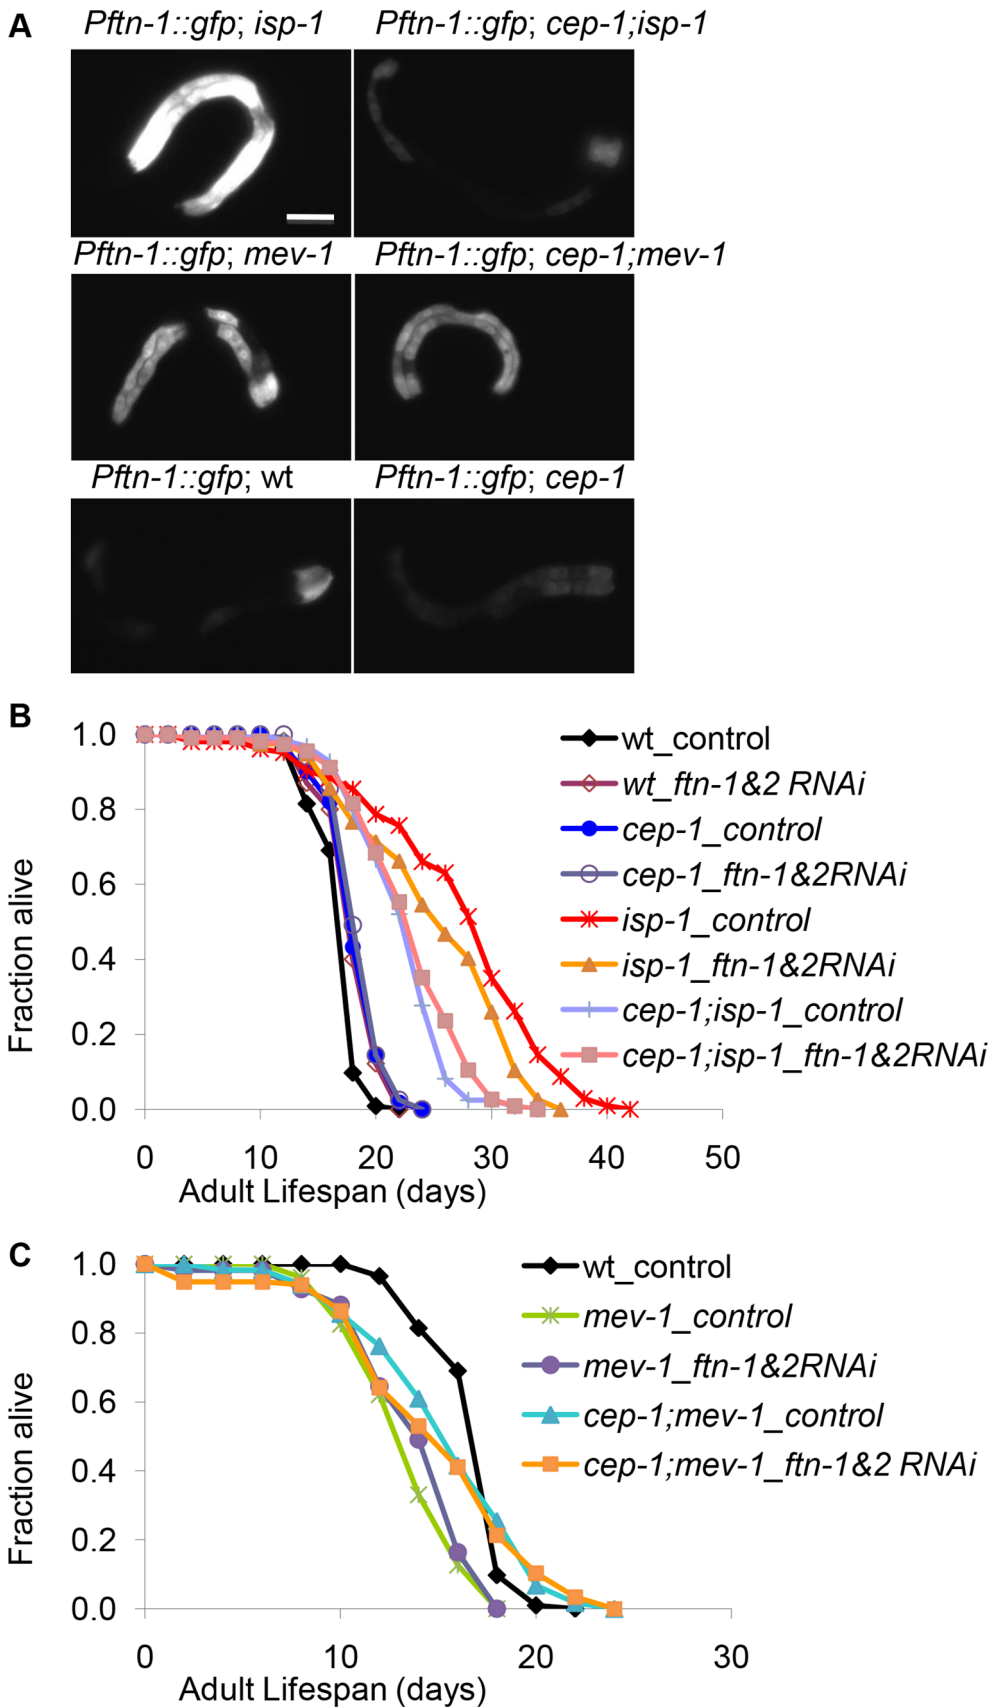 A
Pftn-1::gfp; isp-1
Pftn-1::gfp; cep-1;isp-1
Pftn-1::gfp; mev-1
Pftn-1::gfp; cep-1;mev-1
Pftn-1::gfp; wt
Pftn-1::gfp; cep-1
B
Fraction alive
1.0
0.8
0.6
0.4
0.2
0.0
0 10 20 30 40 50
Adult Lifespan (days)
wt_control
wt_ftn-1&2 RNAi
cep-1_control
cep-1_ftn-1&2RNAi
isp-1_control
isp-1_ftn-1&2RNAi
cep-1;isp-1_control
cep-1;isp-1_ftn-1&2RNAi
C
Fraction alive
1.0
0.8
0.6
0.4
0.2
0.0
0 10 20 30
Adult Lifespan (days)
wt_control
mev-1_control
mev-1_ftn-1&2RNAi
cep-1;mev-1_control
cep-1;mev-1_ftn-1&2 RNAi